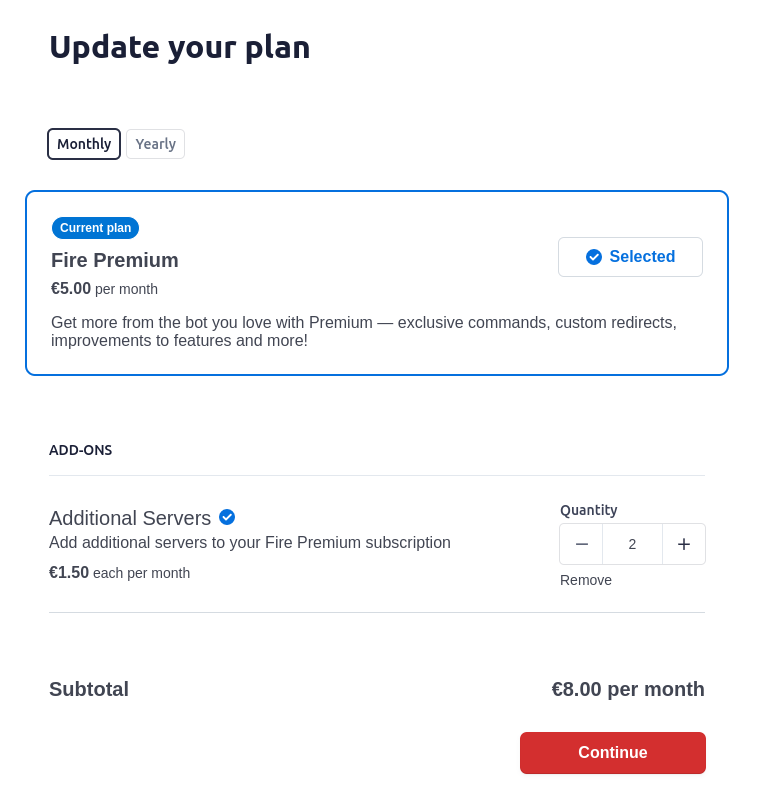 Update your plan
Monthly Yearly
Current plan
Fire Premium
Selected
€5.00 per month
Get more from the bot you love with Premium — exclusive commands, custom redirects,
improvements to features and more!
ADD-ONS
Additional Servers
Add additional servers to your Fire Premium subscription
€1.50 each per month
Quantity
− 2 +
Remove
Subtotal €8.00 per month
Continue